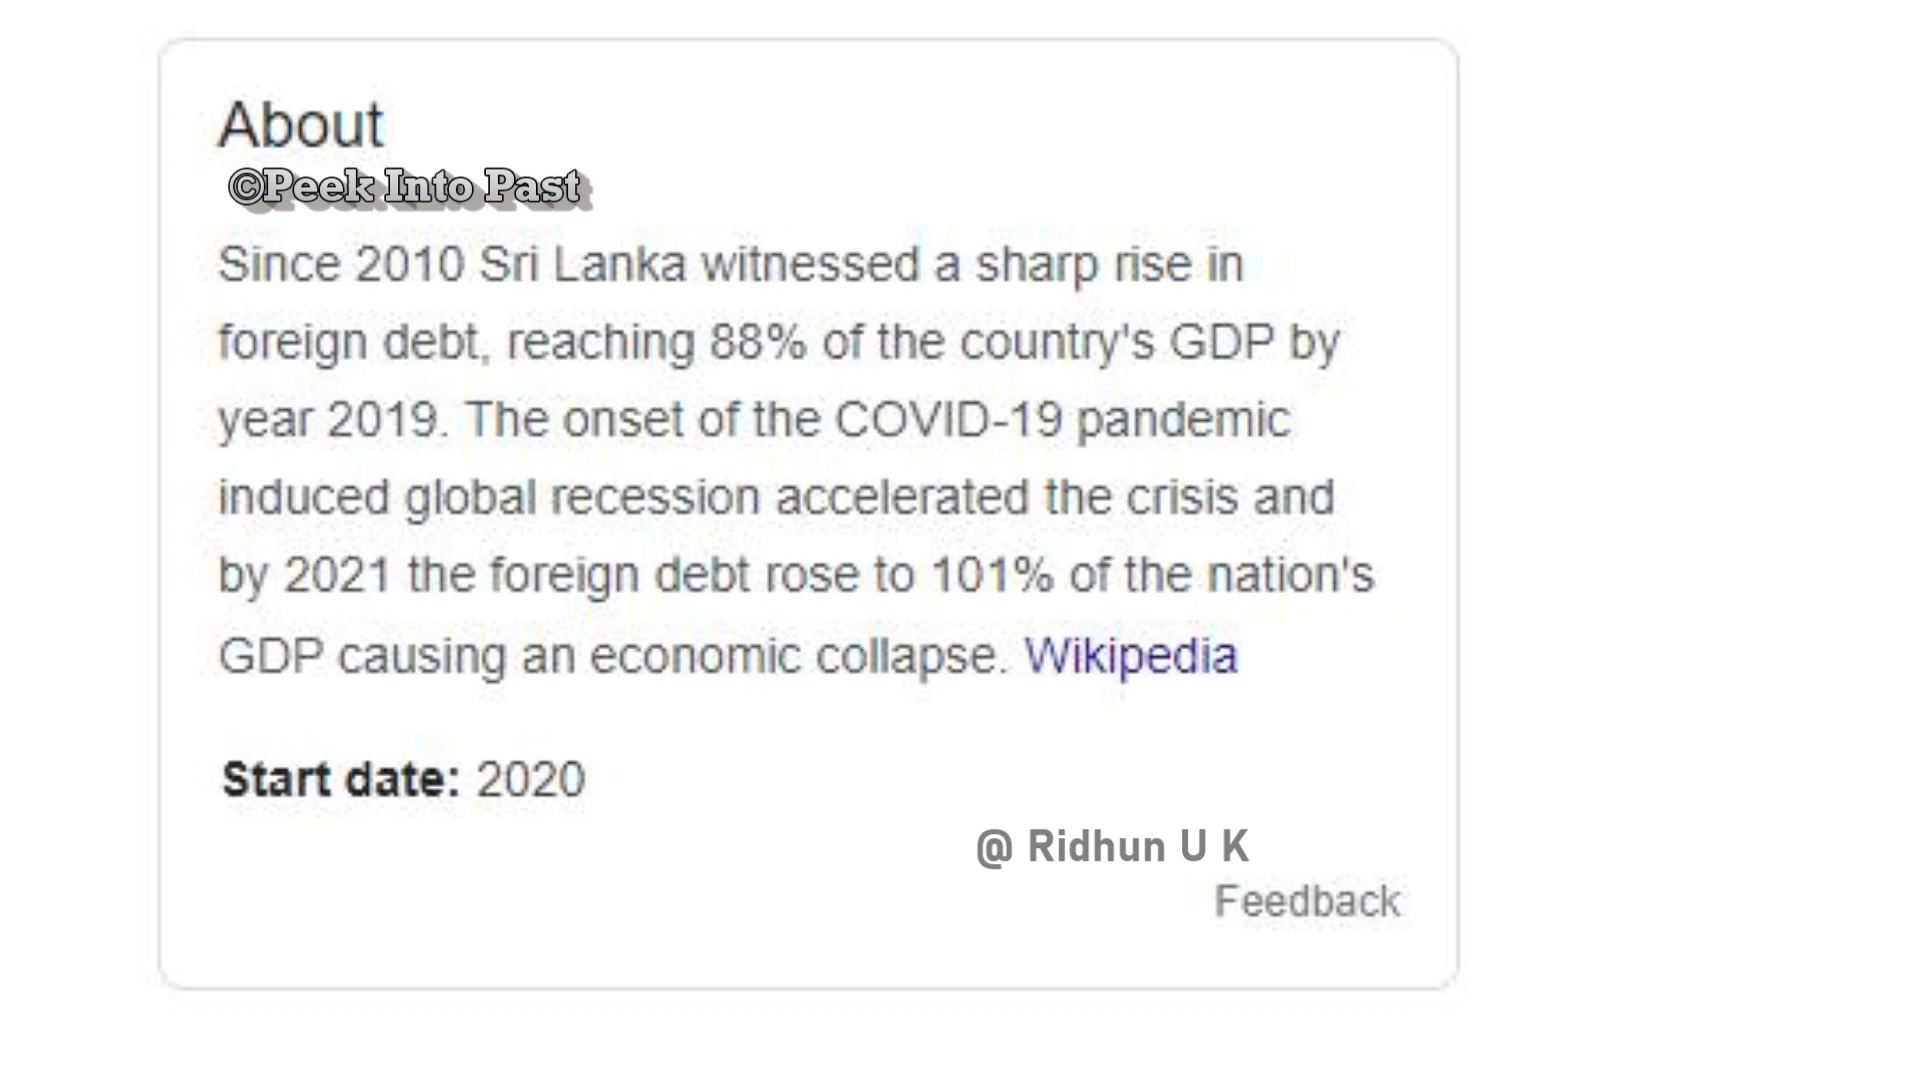 About
©Peek Into Past
Since 2010 Sri Lanka witnessed a sharp rise in
foreign debt, reaching 88% of the country's GDP by
year 2019. The onset of the COVID-19 pandemic
induced global recession accelerated the crisis and
by 2021 the foreign debt rose to 101% of the nation's
GDP causing an economic collapse. Wikipedia
Start date: 2020
@ Ridhun U K
Feedback